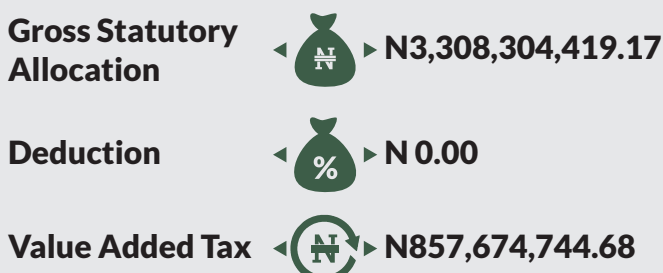 Gross Statutory
Allocation
₦
N3,308,304,419.17
Deduction
%
N 0.00
Value Added Tax
₦
N857,674,744.68